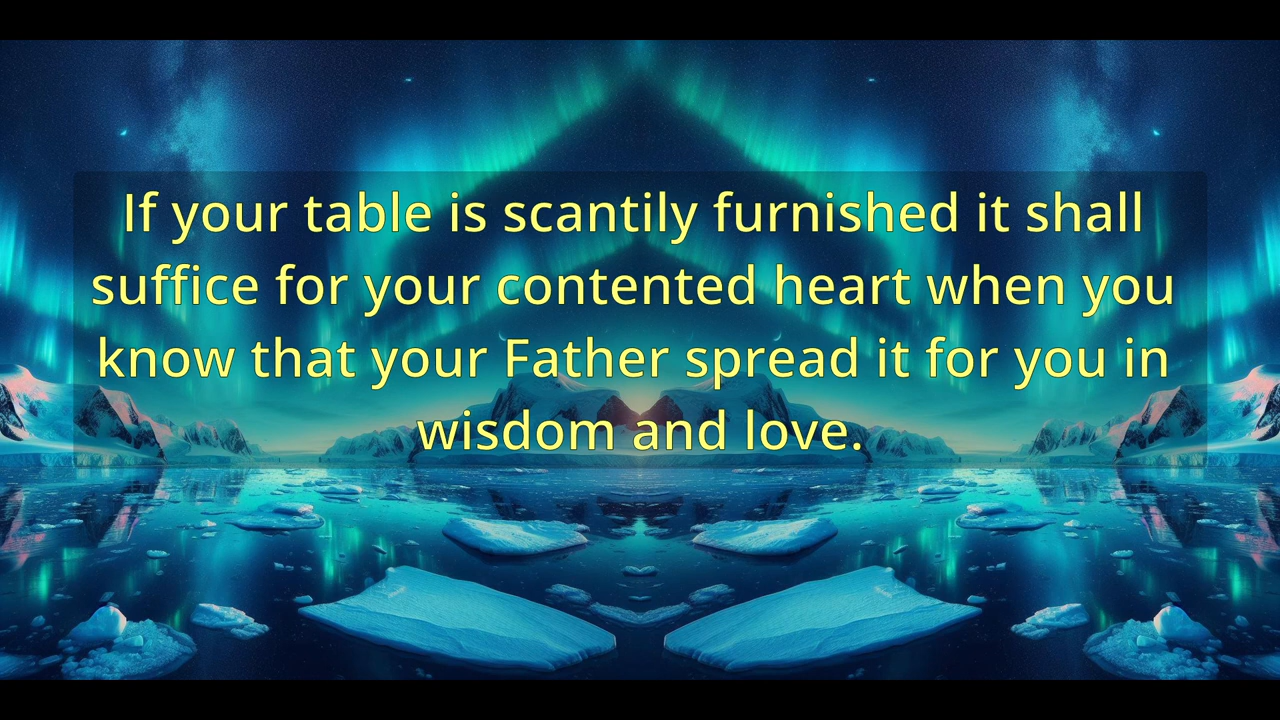 If your table is scantily furnished it shall
suffice for your contented heart when you
know that your Father spread it for you in
wisdom and love.